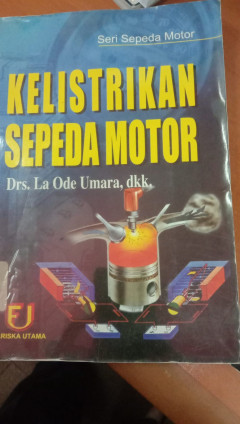 Seri Sepeda Motor
KELISTRIKAN
SEPEDA MOTOR
Drs. La Ode Umara, dkk.
RISKA UTAMA